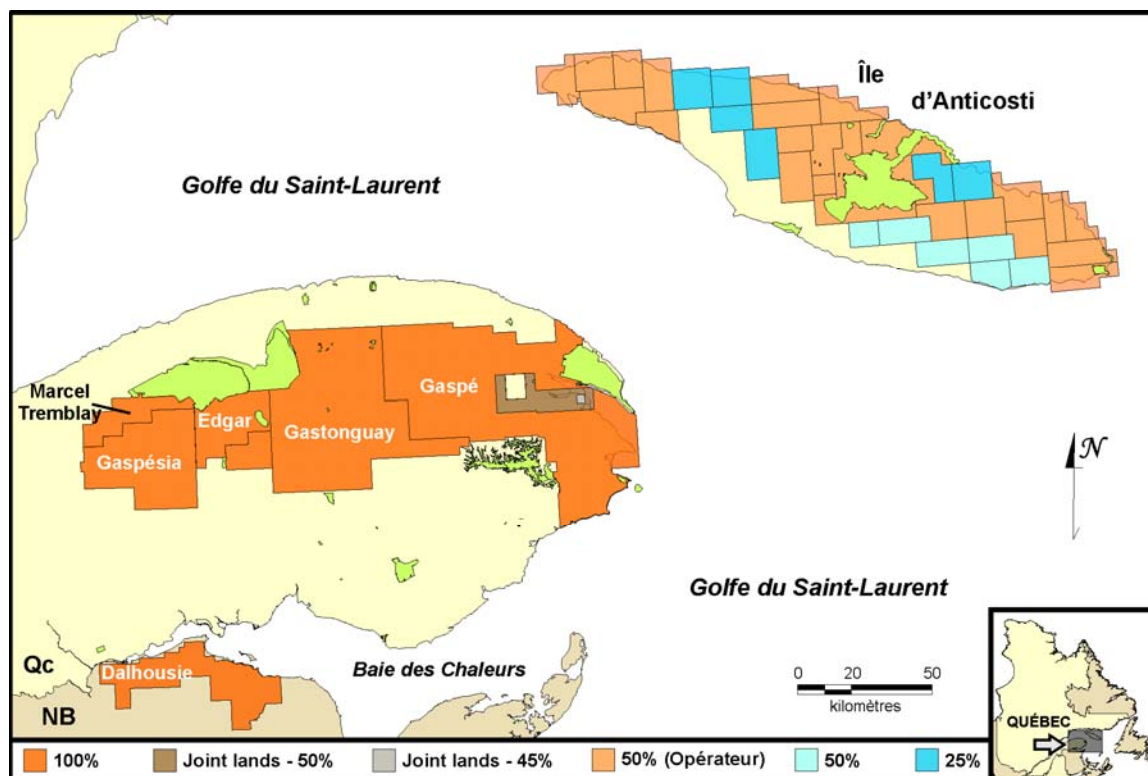 Île
d'Anticosti
Golfe du Saint-Laurent
Marcel
Tremblay
Gaspé
Edgar
Gastonguay
Gaspésia
N
Golfe du Saint-Laurent
Qc
Dalhousie
Baie des Chaleurs
NB
0 20 50
kilomètres
QUÉBEC
100%
Joint lands - 50%
Joint lands - 45%
50% (Opérateur)
50%
25%